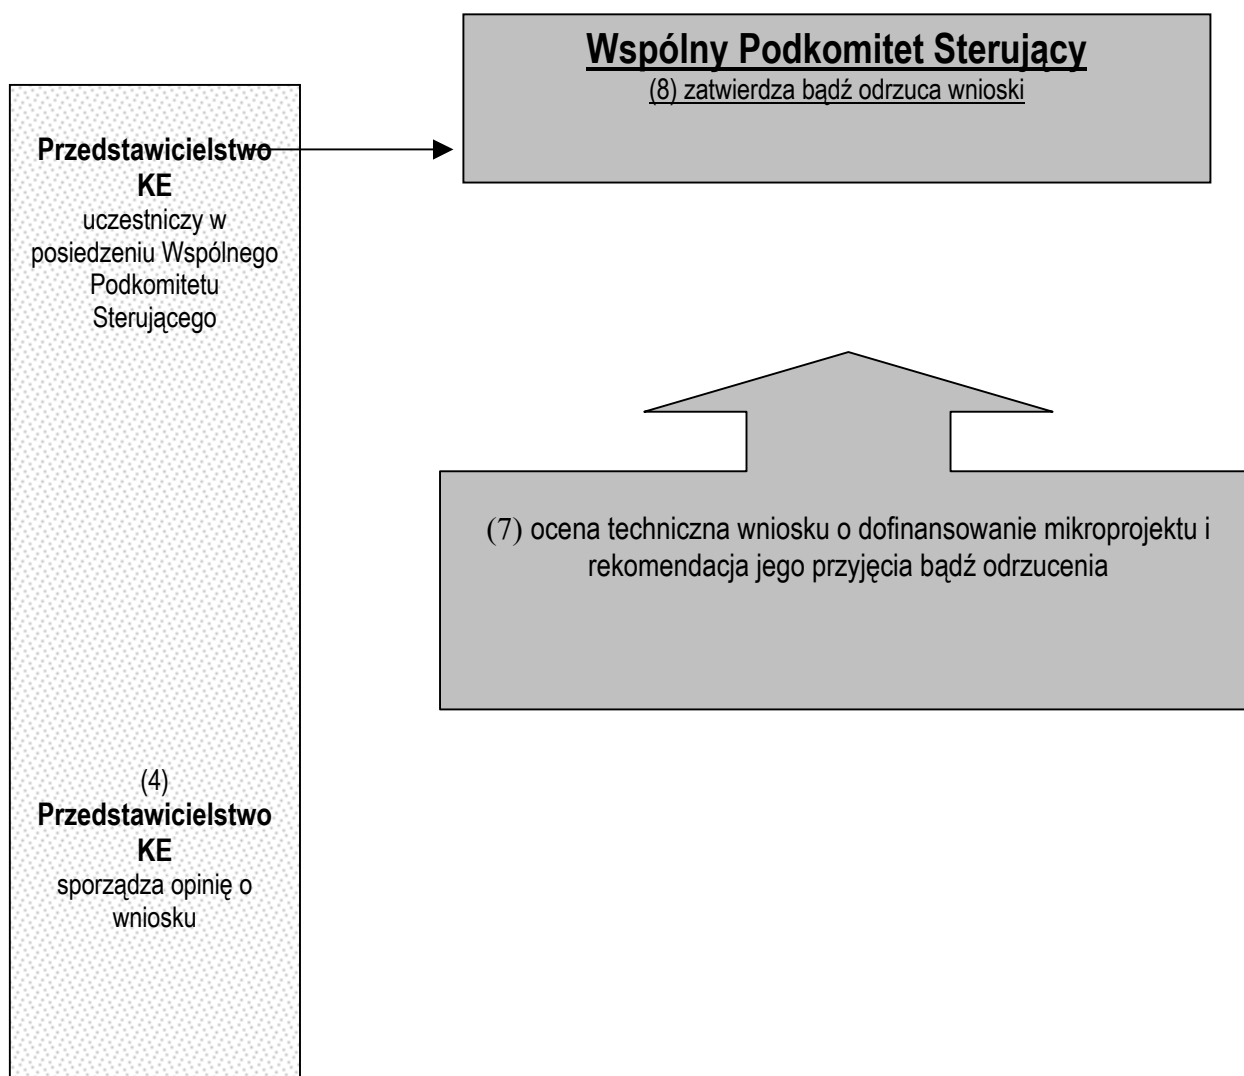 Wspólny Podkomitet Sterujący
(8) zatwierdza bądź odrzuca wnioski
Przedstawicielstwo
KE
uczestniczy w
posiedzeniu Wspólnego
Podkomitetu
Sterującego
(7) ocena techniczna wniosku o dofinansowanie mikroprojektu i
rekomendacja jego przyjęcia bądź odrzucenia
(4)
Przedstawicielstwo
KE
sporządza opinię o
wniosku